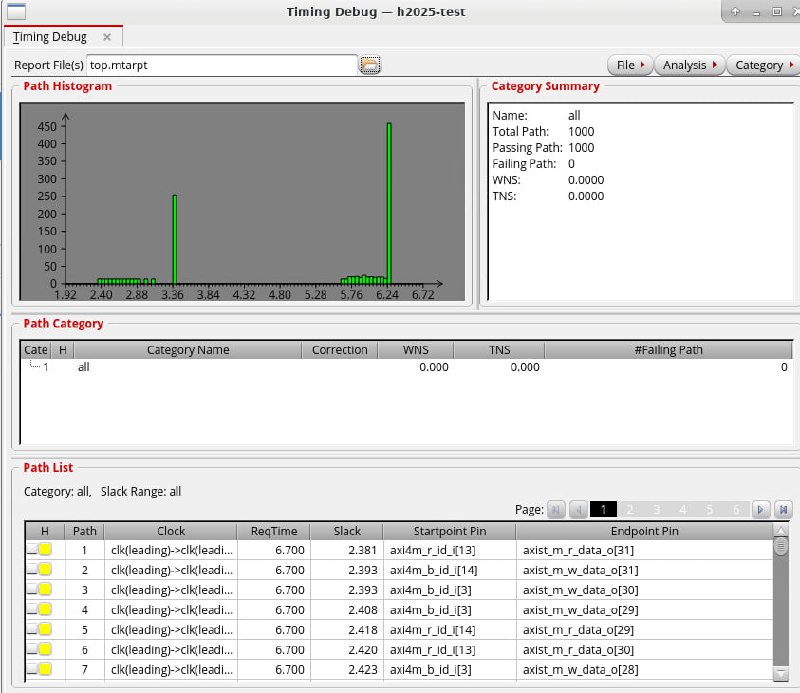 Timing Debug — h2025-test
Timing Debug
Report File(s) top.mtarpt File Analysis Category
Path Histogram
450
400
350
300
250
200
150
100
50
0
1.92 2.40 2.88 3.36 3.84 4.32 4.80 5.28 5.76 6.24 6.72
Category Summary
Name: all
Total Path: 1000
Passing Path: 1000
Failing Path: 0
WNS: 0.0000
TNS: 0.0000
Path Category
Cate H Category Name Correction WNS TNS #Failing Path
1 all 0.000 0.000 0
Path List
Category: all, Slack Range: all
Page: 1 2 3 4 5 6
H Path Clock ReqTime Slack Startpoint Pin Endpoint Pin
1 clk(leading)->clk(leadi... 6.700 2.381 axi4m_r_id_i[13] axist_m_r_data_o[31]
2 clk(leading)->clk(leadi... 6.700 2.393 axi4m_b_id_i[14] axist_m_w_data_o[31]
3 clk(leading)->clk(leadi... 6.700 2.393 axi4m_b_id_i[3] axist_m_w_data_o[30]
4 clk(leading)->clk(leadi... 6.700 2.408 axi4m_b_id_i[3] axist_m_w_data_o[29]
5 clk(leading)->clk(leadi... 6.700 2.418 axi4m_r_id_i[14] axist_m_r_data_o[29]
6 clk(leading)->clk(leadi... 6.700 2.420 axi4m_r_id_i[13] axist_m_r_data_o[30]
7 clk(leading)->clk(leadi... 6.700 2.423 axi4m_b_id_i[3] axist_m_w_data_o[28]